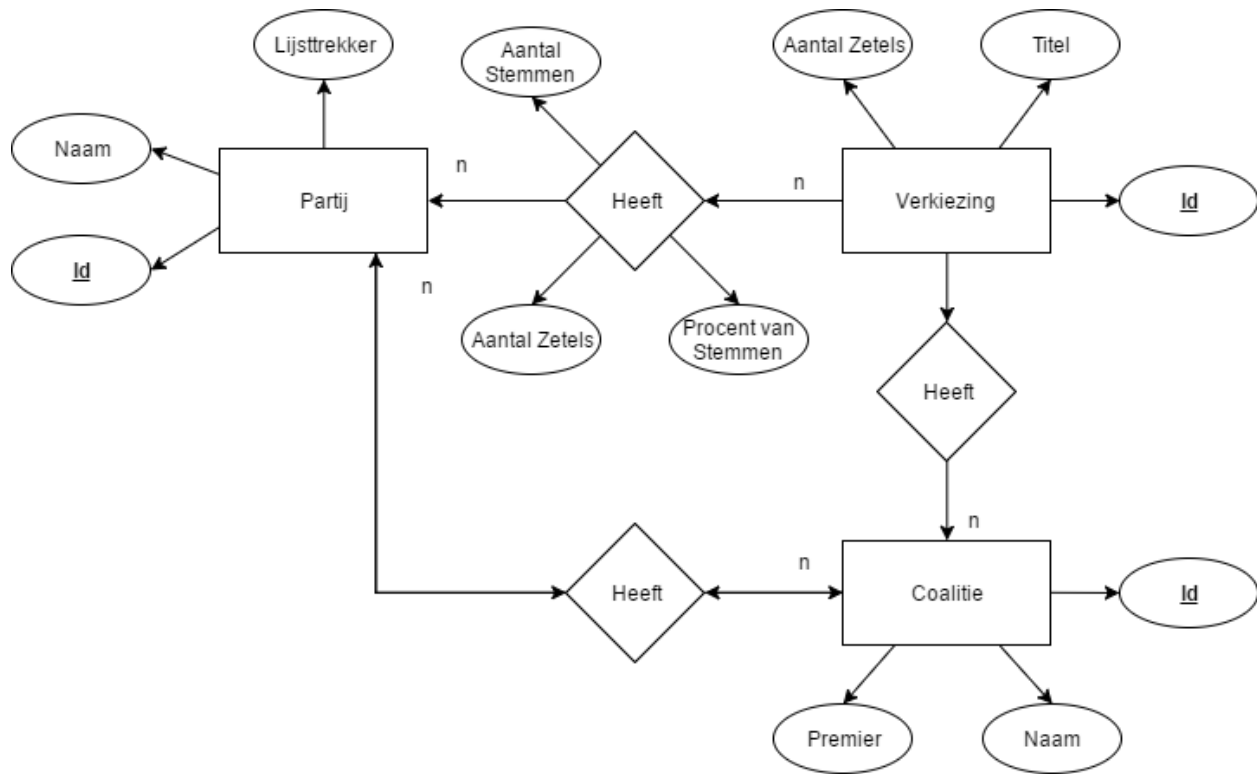 Lijsttrekker
Aantal
Stemmen
Aantal Zetels
Titel
Naam
n
n
Partij
Heeft
Verkiezing
Id
Id
n
Aantal Zetels
Procent van
Stemmen
Heeft
n
n
Heeft
Coalitie
Id
Premier
Naam